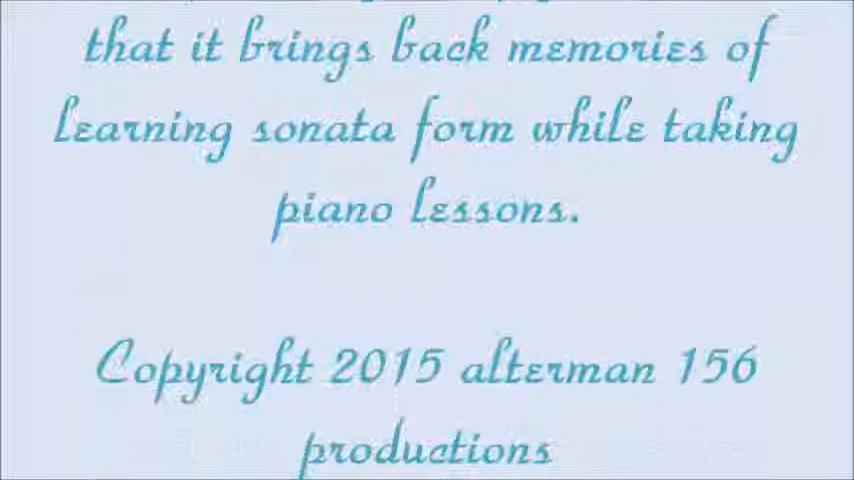 that it brings back memories of
learning sonata form while taking
piano lessons.
Copyright 2015 alterman 156
productions